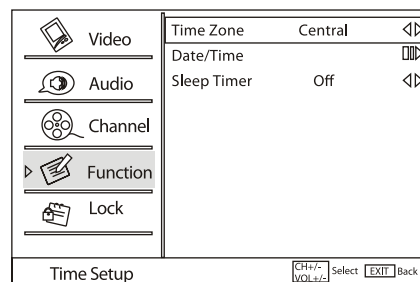 Video
Audio
Channel
Function
Lock
Time Zone Central
Date/Time
Sleep Timer Off
Time Setup
CH+/-
VOL+/- Select EXIT Back